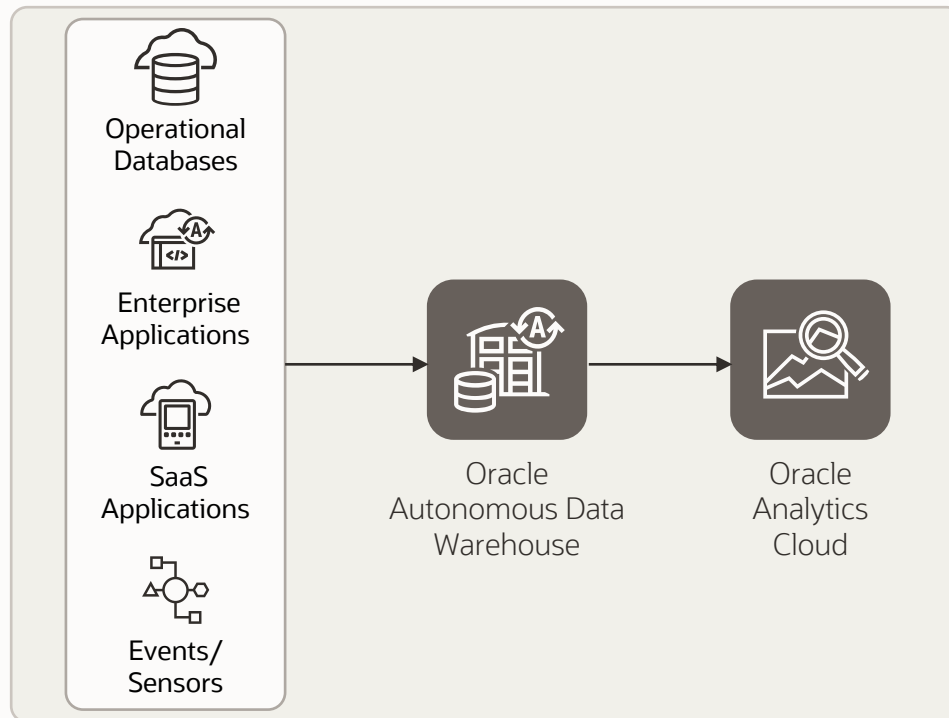 Operational
Databases
A
</>
Enterprise
Applications
SaaS
Applications
Events/
Sensors
A
Oracle
Autonomous Data
Warehouse
Oracle
Analytics
Cloud